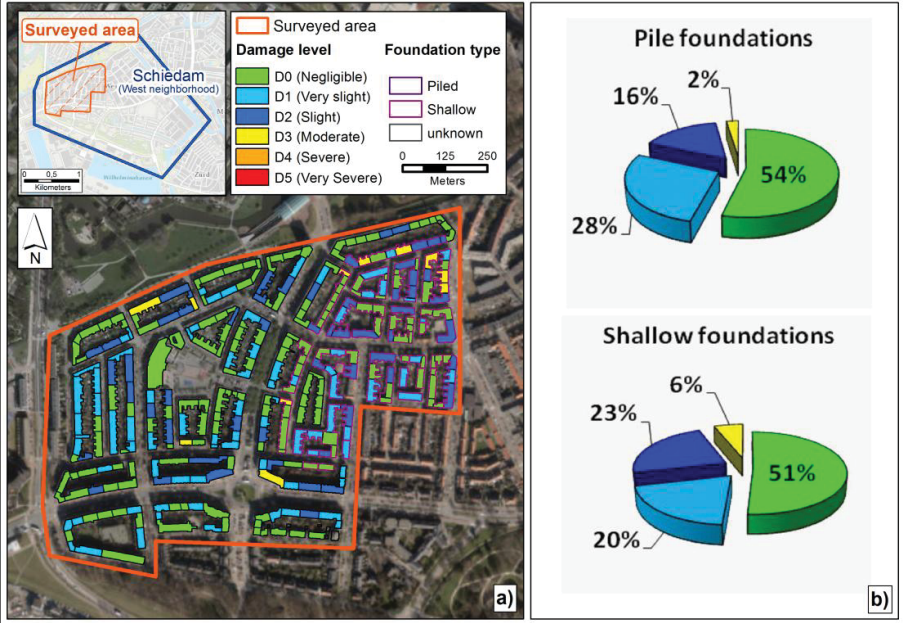 Surveyed area
Schiedam
(West neighborhood)
0 0,5 1
Kilometers
Surveyed area
Damage level
D0 (Negligible)
D1 (Very slight)
D2 (Slight)
D3 (Moderate)
D4 (Severe)
D5 (Very Severe)
Foundation type
Piled
Shallow
unknown
0 125 250
Meters
N
a)
Pile foundations
2%
16%
54%
28%
Shallow foundations
6%
23%
51%
20%
b)